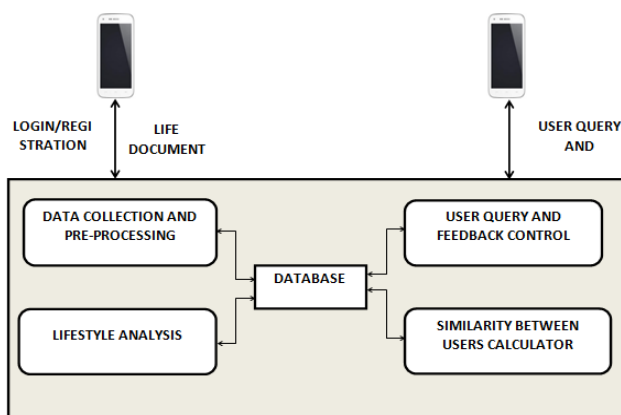 LOGIN/REGI
STRATION
LIFE
DOCUMENT
USER QUERY
AND
DATA COLLECTION AND
PRE-PROCESSING
USER QUERY AND
FEEDBACK CONTROL
DATABASE
LIFESTYLE ANALYSIS
SIMILARITY BETWEEN
USERS CALCULATOR